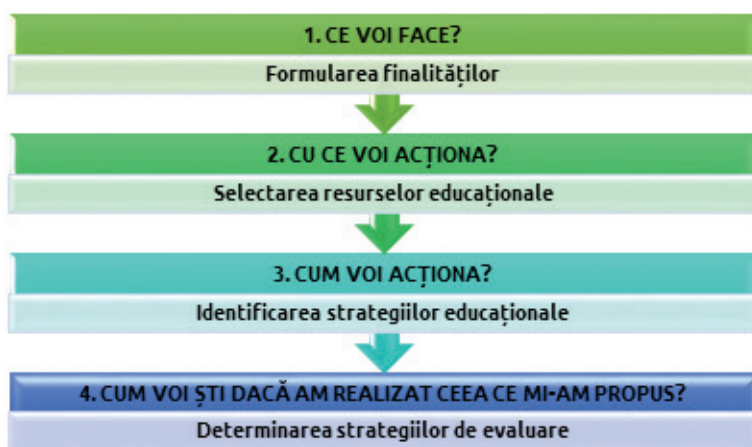 1. CE VOI FACE?
Formularea finalităților
2. CU CE VOI ACȚIONA?
Selectarea resurselor educaționale
3. CUM VOI ACȚIONA?
Identificarea strategiilor educaționale
4. CUM VOI ȘTI DACĂ AM REALIZAT CEEA CE MI-AM PROPUS?
Determinarea strategiilor de evaluare